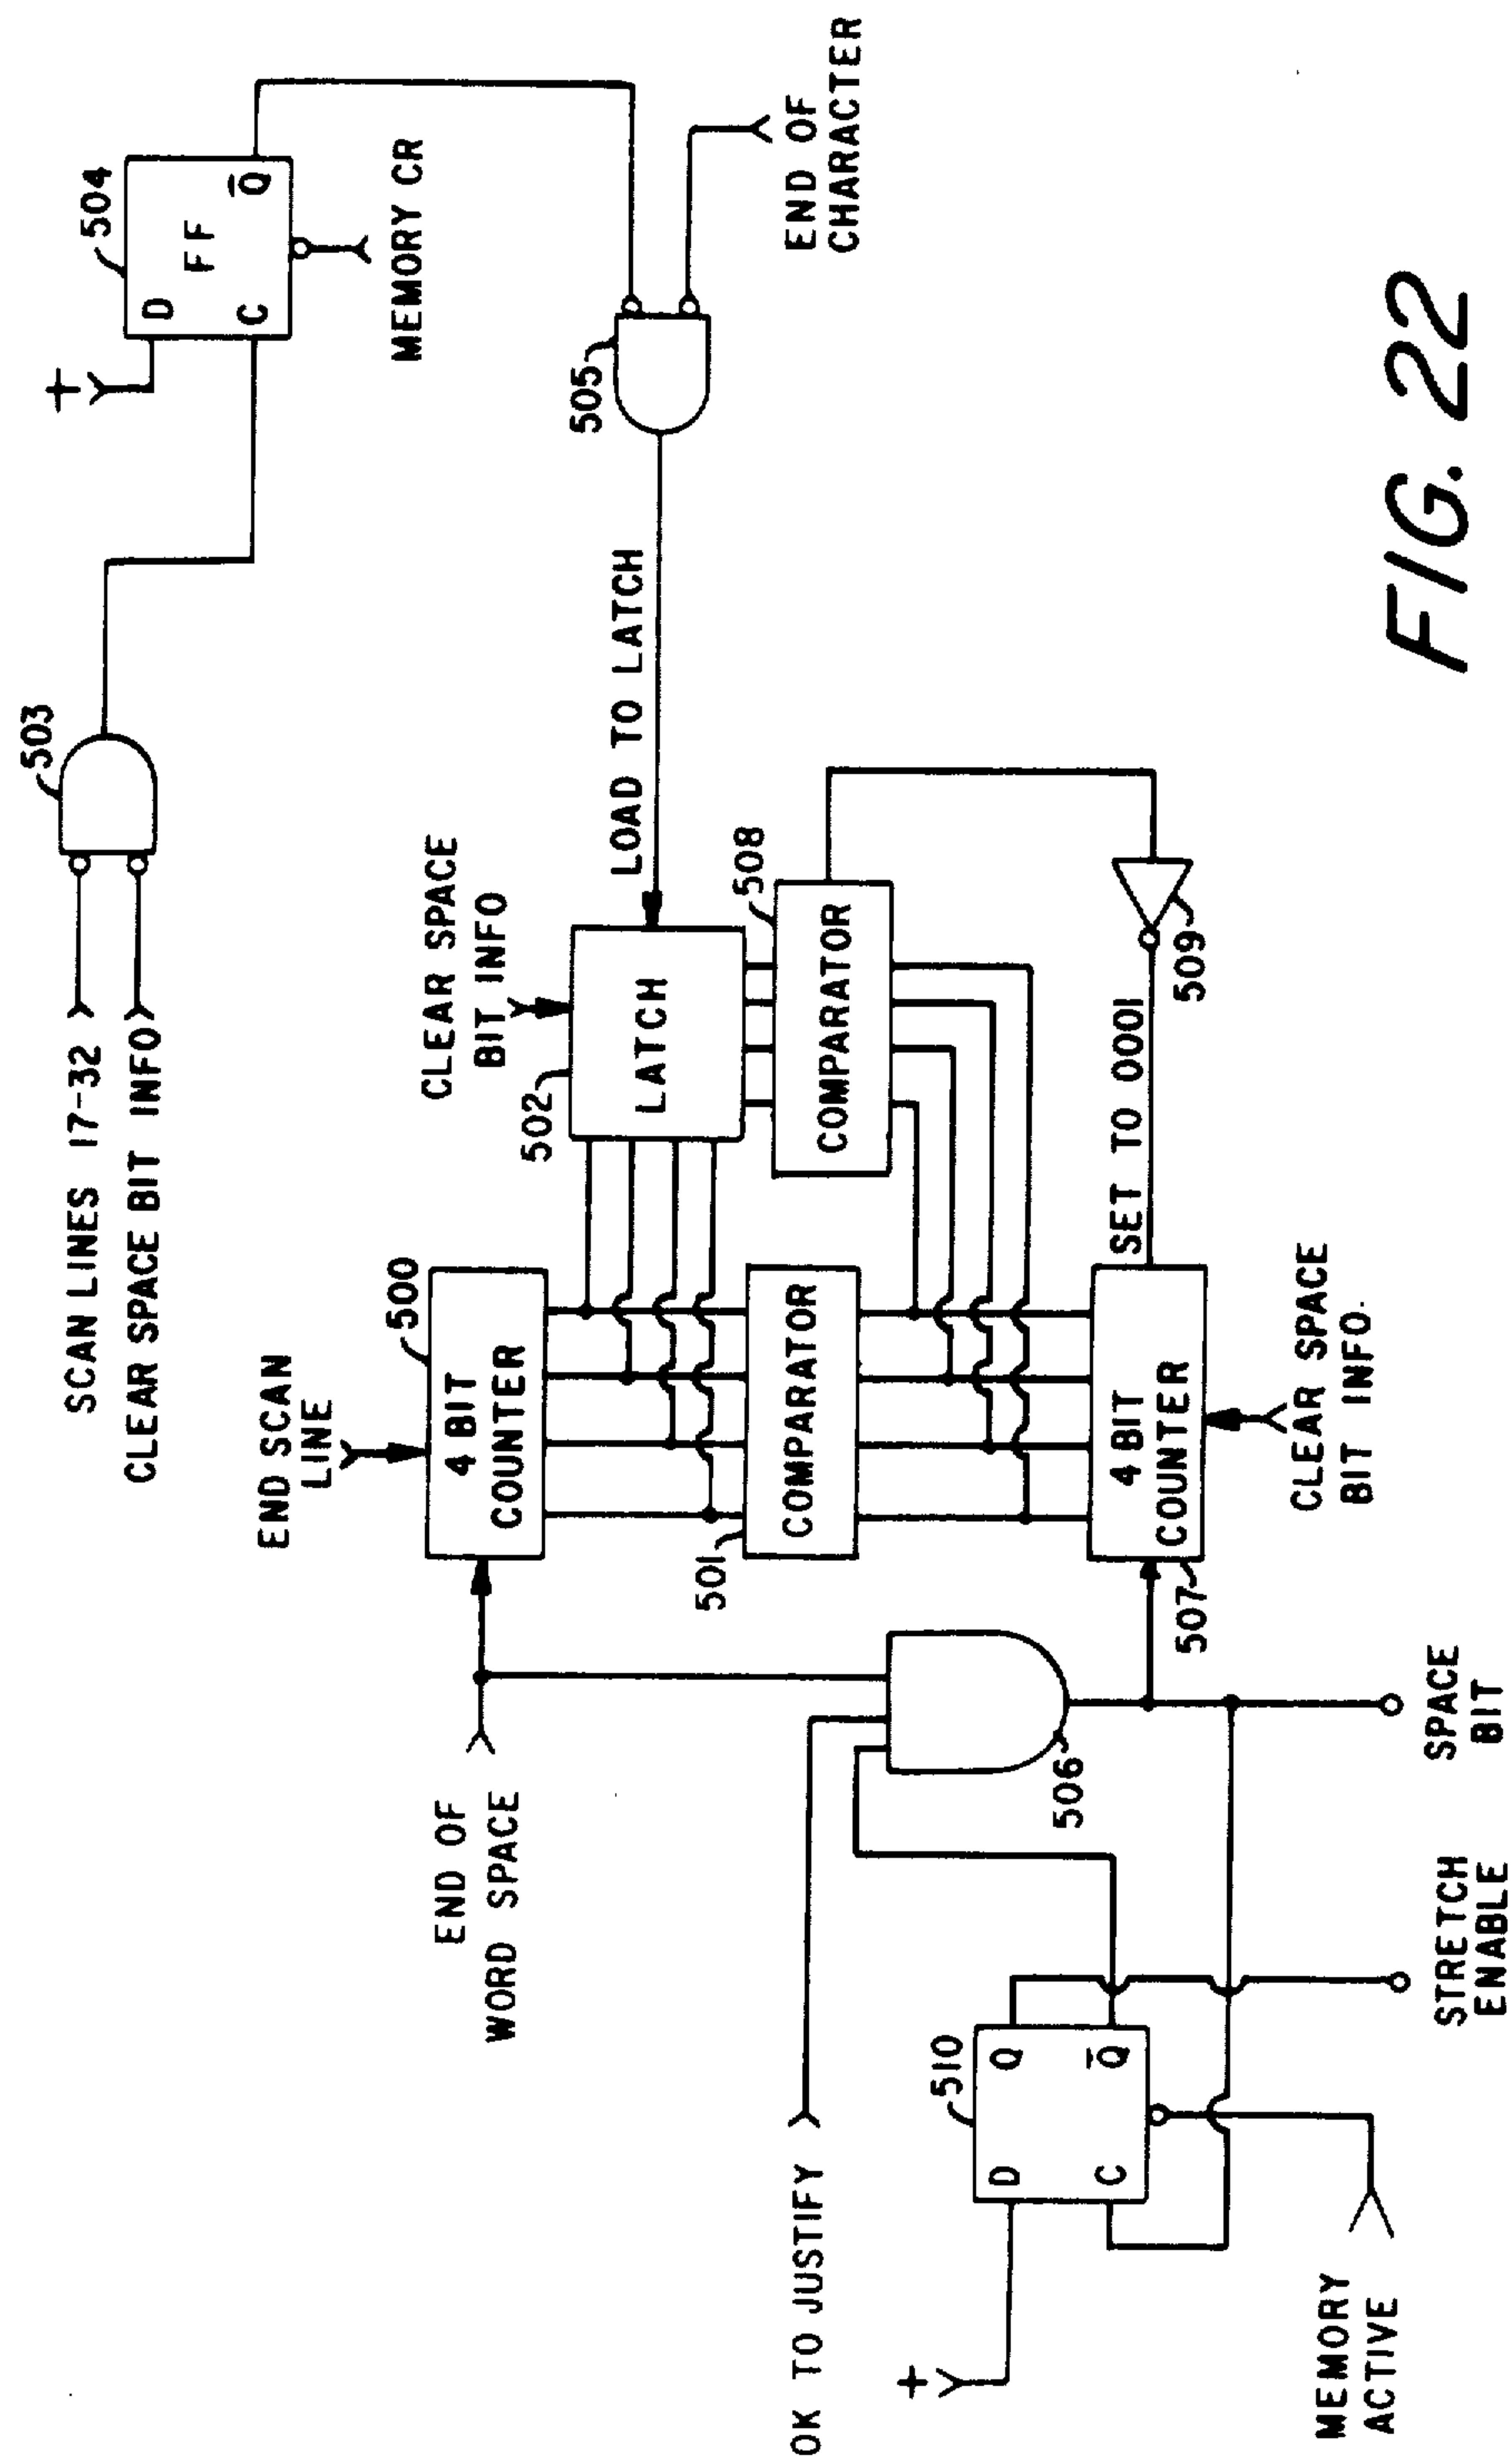 SCAN LINES 17-32
CLEAR SPACE BIT INFO
503
+
504
D
FF
C
Q̅
MEMORY CR
END SCAN
LINE
500
4 BIT
COUNTER
CLEAR SPACE
BIT INFO
502
LATCH
LOAD TO LATCH
505
END OF
CHARACTER
END OF
WORD SPACE
501
COMPARATOR
508
COMPARATOR
OK TO JUSTIFY
506
507
4 BIT
COUNTER
SET TO 0001
509
CLEAR SPACE
BIT INFO.
+
510
D
Q
C
Q̅
MEMORY
ACTIVE
STRETCH
ENABLE
SPACE
BIT
FIG. 22